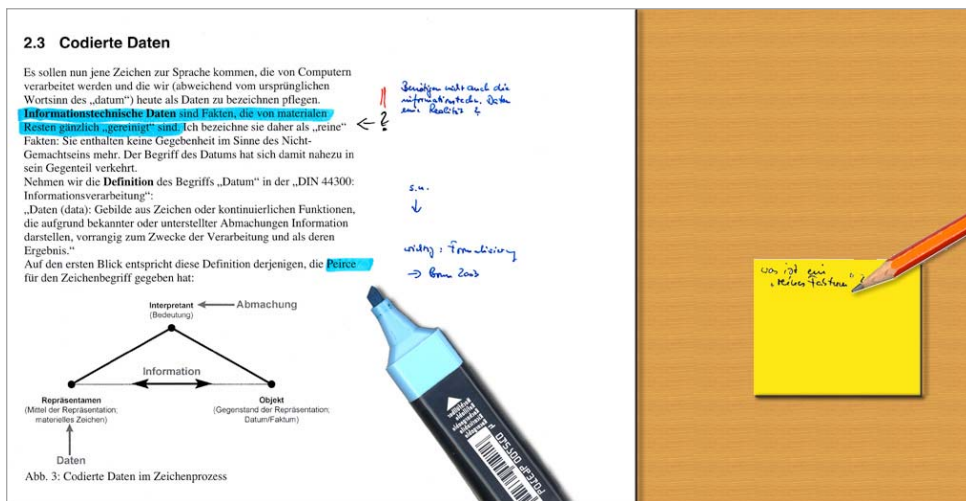 2.3 Codierte Daten
Es sollen nun jene Zeichen zur Sprache kommen, die von Computern
verarbeitet werden und die wir (abweichend vom ursprünglichen
Wortsinn des „datum“) heute als Daten zu bezeichnen pflegen.
Informationstechnische Daten sind Fakten, die von materialen
Resten gänzlich „gereinigt“ sind. Ich bezeichne sie daher als „reine“
Fakten: Sie enthalten keine Gegebenheit im Sinne des Nicht-
Gemachtseins mehr. Der Begriff des Datums hat sich damit nahezu in
sein Gegenteil verkehrt.
Nehmen wir die Definition des Begriffs „Datum“ in der „DIN 44300:
Informationsverarbeitung“:
„Daten (data): Gebilde aus Zeichen oder kontinuierlichen Funktionen,
die aufgrund bekannter oder unterstellter Abmachungen Information
darstellen, vorrangig zum Zwecke der Verarbeitung und als deren
Ergebnis.“
Auf den ersten Blick entspricht diese Definition derjenigen, die Peirce
für den Zeichenbegriff gegeben hat:
Interpretant
(Bedeutung)
Abmachung
Information
Repräsentamen
(Mittel der Repräsentation;
materielles Zeichen)
Objekt
(Gegenstand der Repräsentation;
Datum/Faktum)
Daten
Abb. 3: Codierte Daten im Zeichenprozess
nicht auch die
Daten
eine Realität ?
?
s.u.
wichtig: Formalisierung
→ 2003
was ist ein